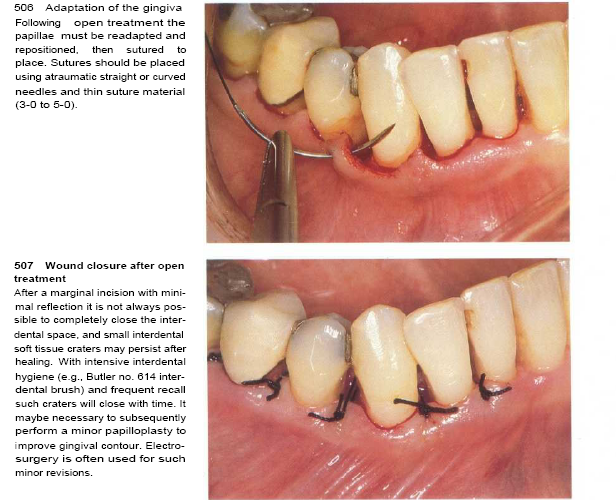 506 Adaptation of the gingiva
Following open treatment the
papillae must be readapted and
repositioned, then sutured to
place. Sutures should be placed
using atraumatic straight or curved
needles and thin suture material
(3-0 to 5-0).
507 Wound closure after open
treatment
After a marginal incision with mini-
mal reflection it is not always pos-
sible to completely close the inter-
dental space, and small interdental
soft tissue craters may persist after
healing. With intensive interdental
hygiene (e.g., Butler no. 614 inter-
dental brush) and frequent recall
such craters will close with time. It
maybe necessary to subsequently
perform a minor papilloplasty to
improve gingival contour. Electro-
surgery is often used for such
minor revisions.